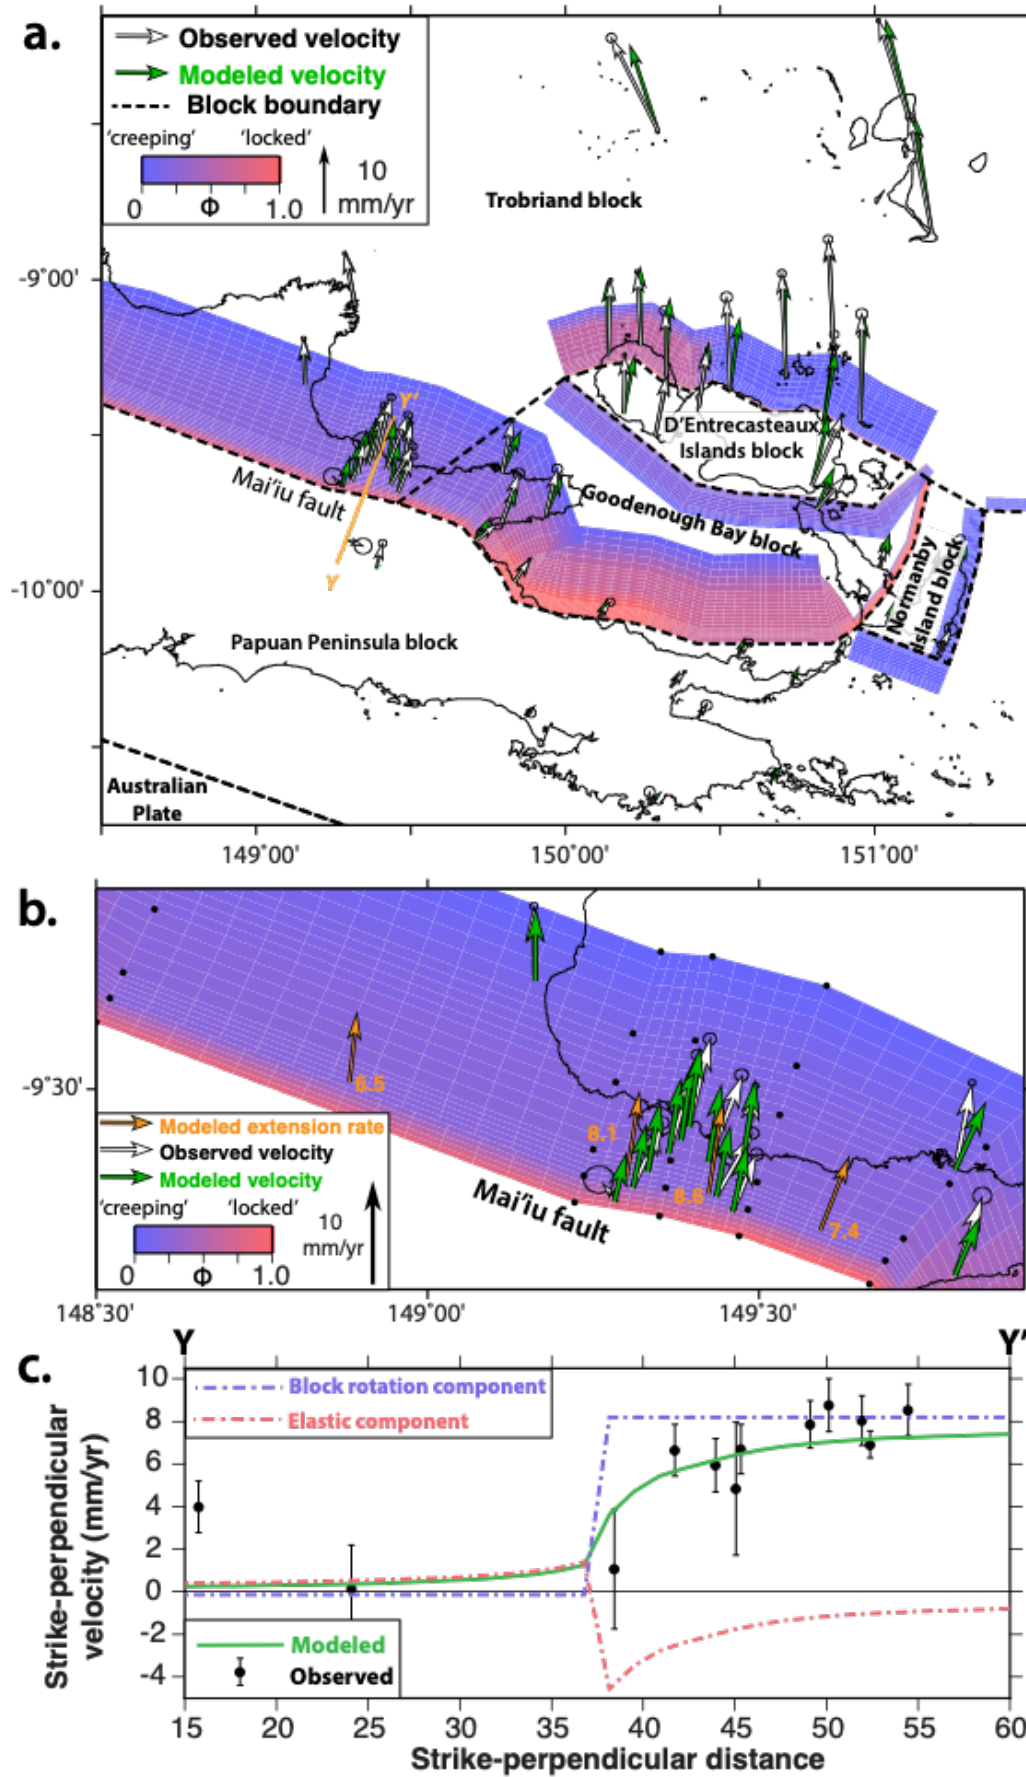 a.
Observed velocity
Modeled velocity
Block boundary
'creeping' 'locked'
0 Φ 1.0
10
mm/yr
Trobriand block
-9°00'
Y'
D'Entrecasteaux
Islands block
Mai'iu fault
Goodenough Bay block
Y
-10°00'
Normanby
Island block
Papuan Peninsula block
Australian
Plate
149°00' 150°00' 151°00'
b.
-9°30'
6.5
8.1
8.6
7.4
Modeled extension rate
Observed velocity
Modeled velocity
'creeping' 'locked'
0 Φ 1.0
10
mm/yr
Mai'iu fault
148°30' 149°00' 149°30'
Y Y'
c.
Block rotation component
Elastic component
Strike-perpendicular
velocity (mm/yr)
10
8
6
4
2
0
-2
-4
Modeled
Observed
15 20 25 30 35 40 45 50 55 60
Strike-perpendicular distance